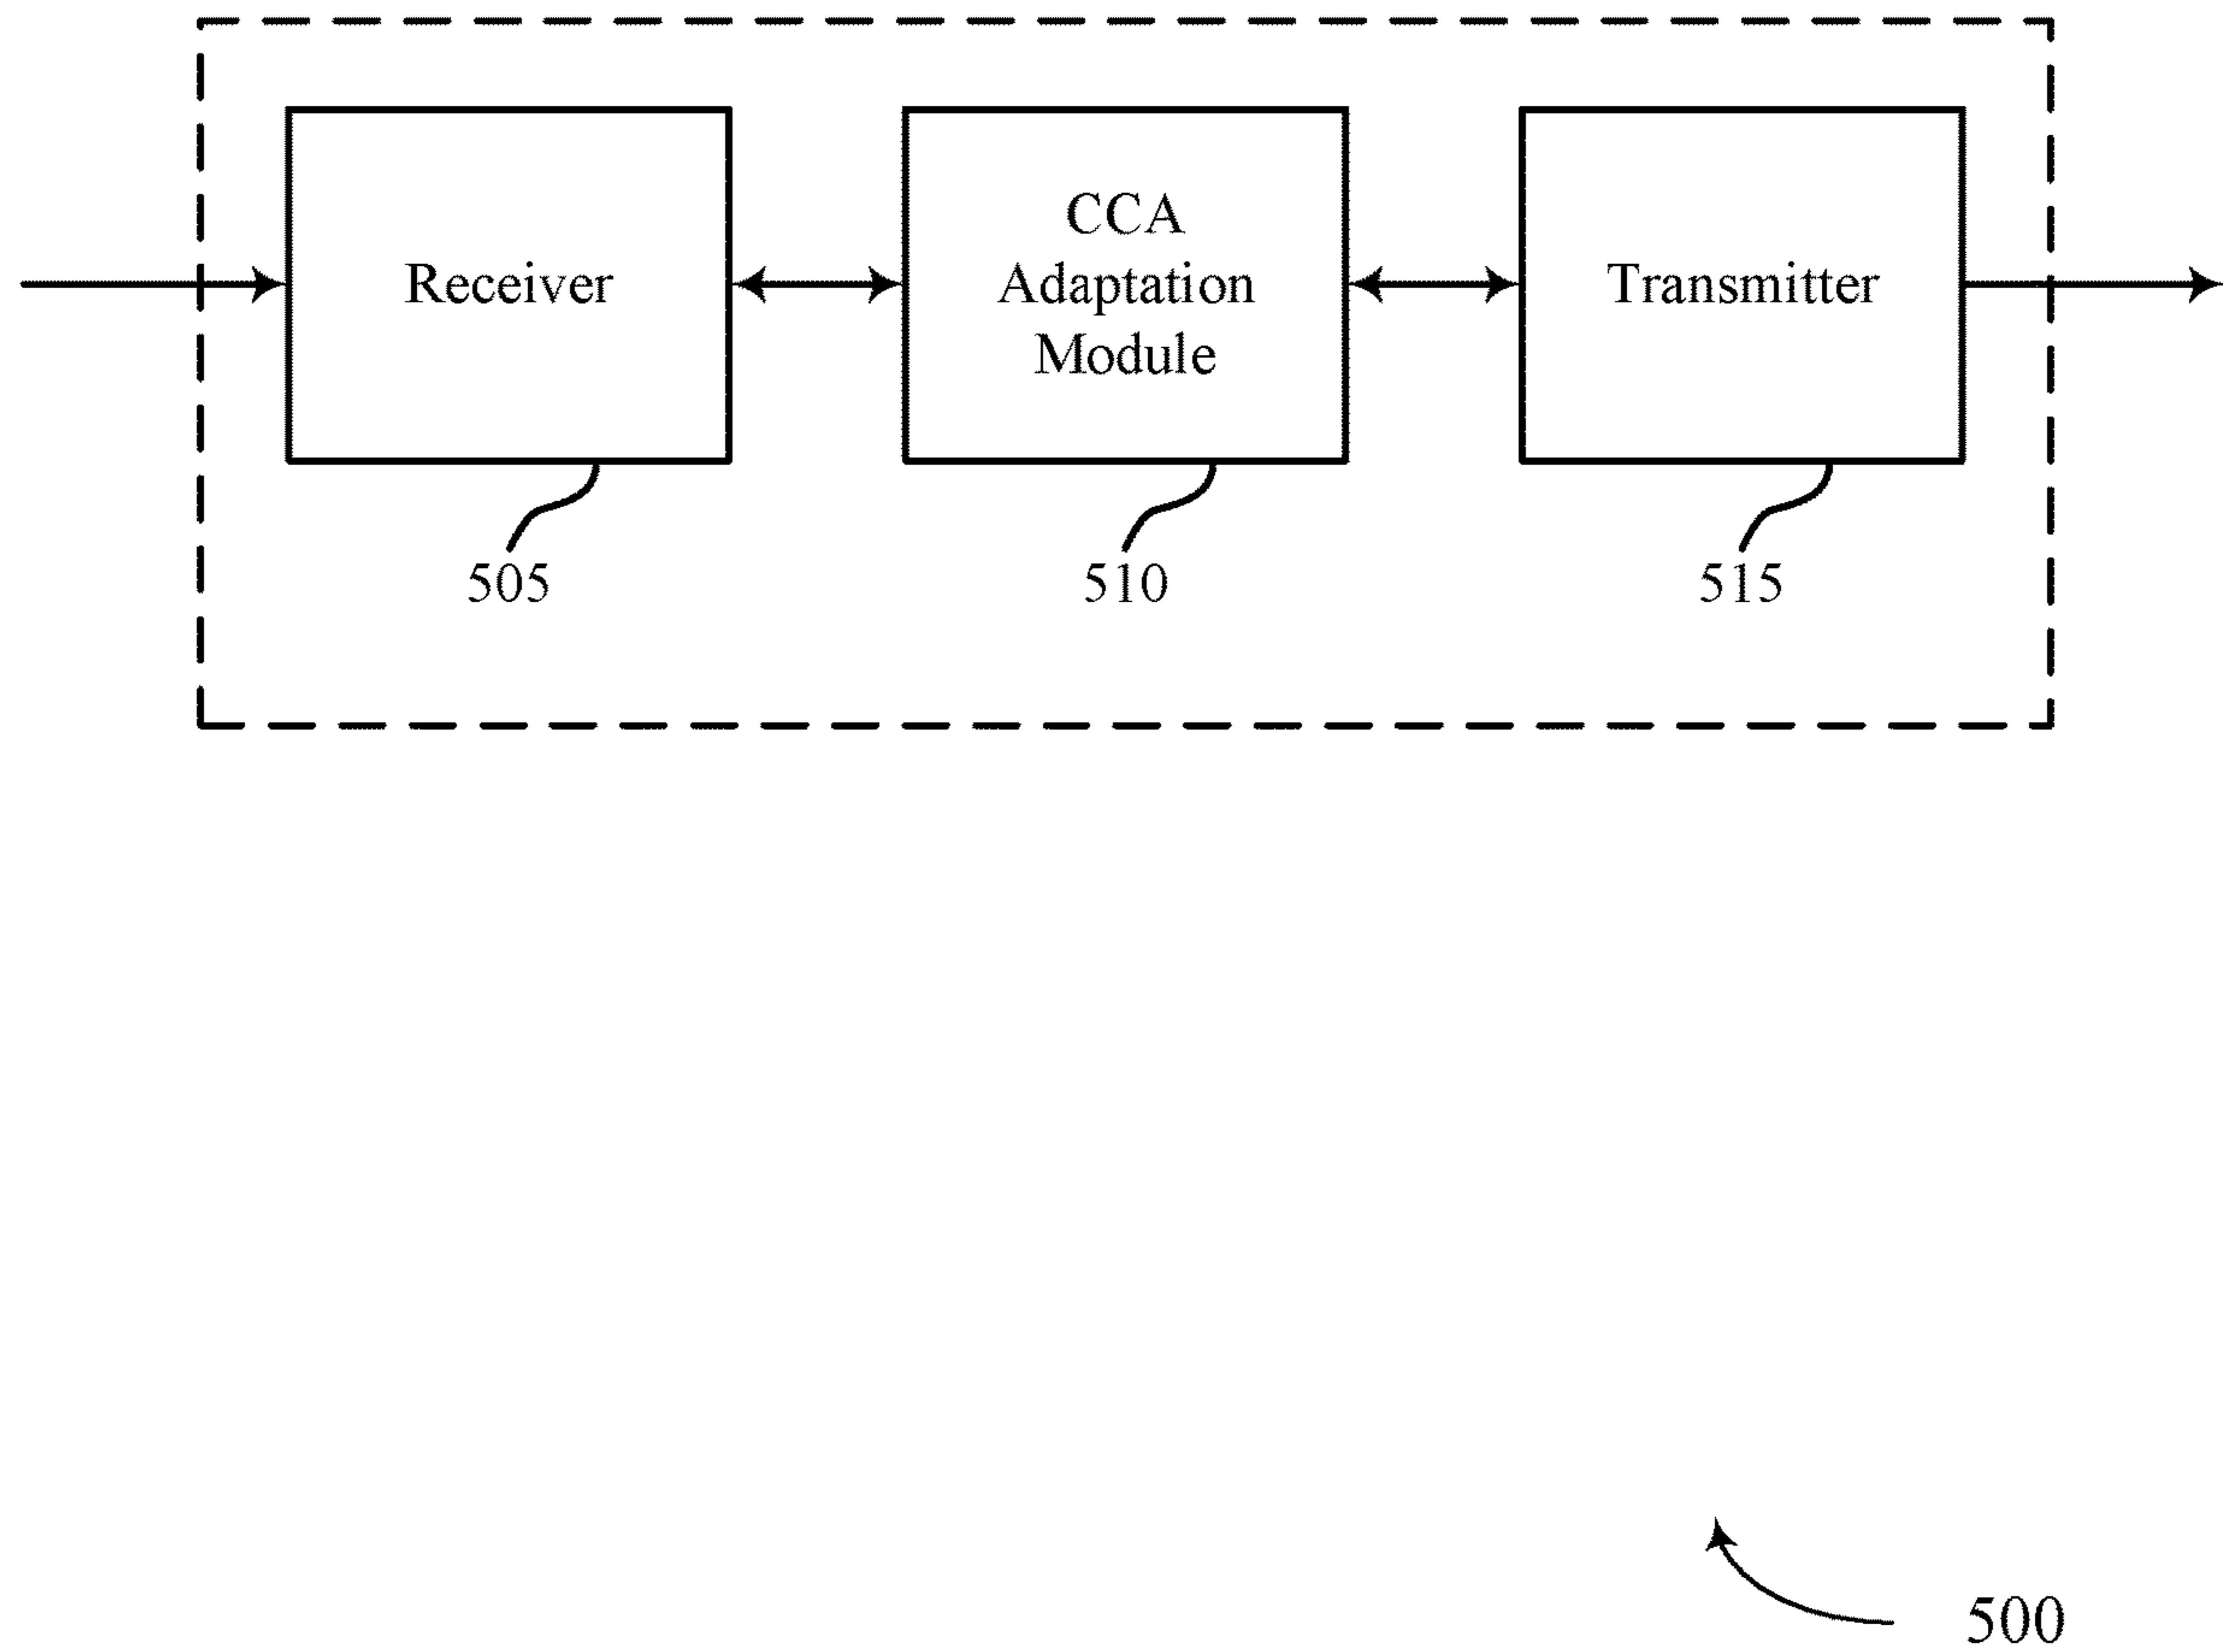 Receiver
CCA
Adaptation
Module
Transmitter
505
510
515
500